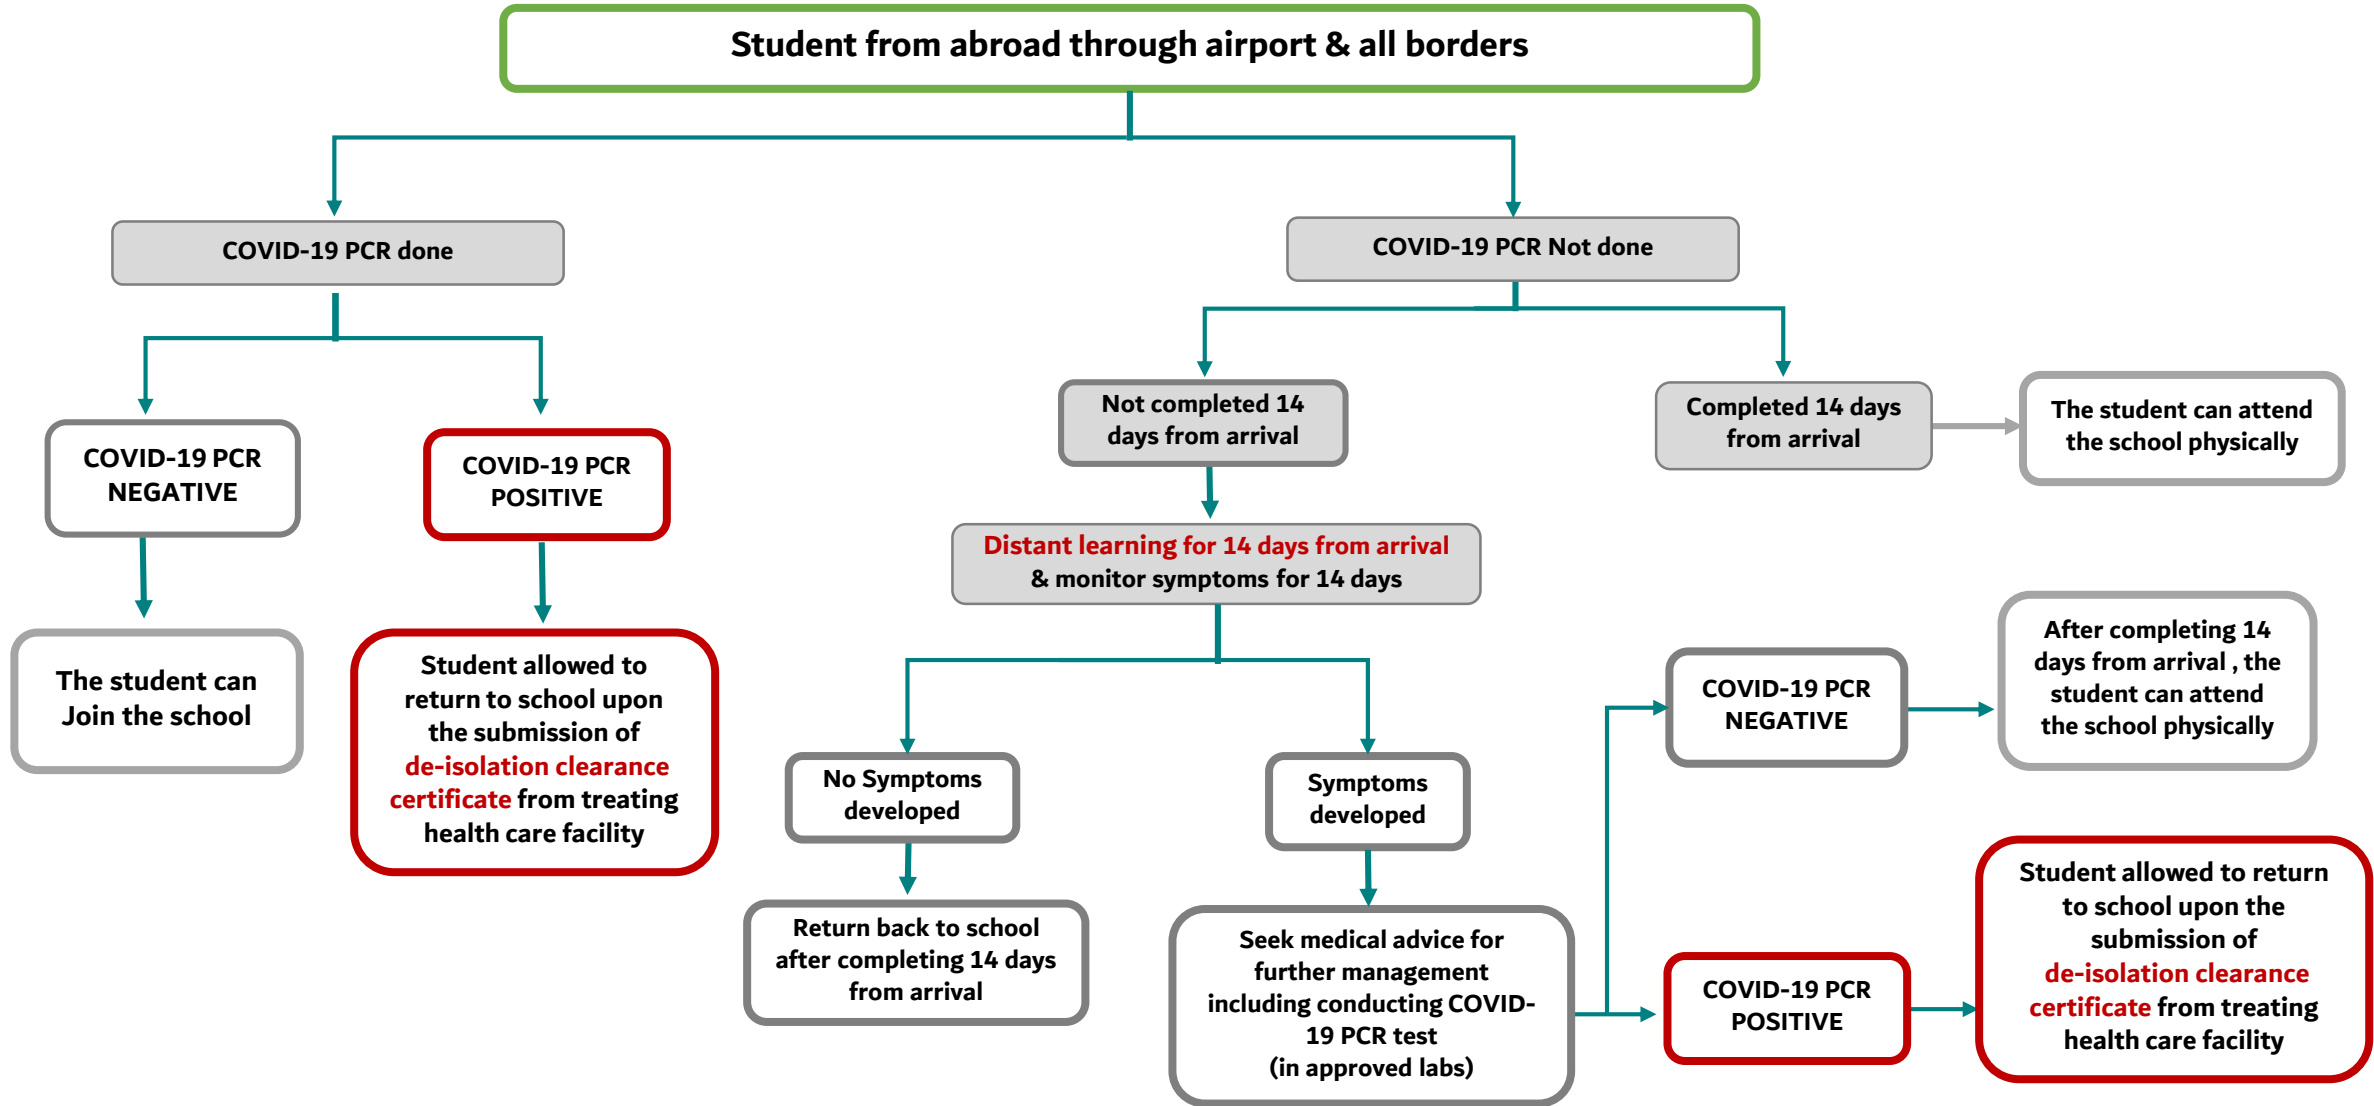 Student from abroad through airport & all borders
COVID-19 PCR done
COVID-19 PCR Not done
COVID-19 PCR
NEGATIVE
COVID-19 PCR
POSITIVE
The student can
Join the school
Student allowed to
return to school upon
the submission of
de-isolation clearance
certificate from treating
health care facility
Not completed 14
days from arrival
Completed 14 days
from arrival
The student can attend
the school physically
Distant learning for 14 days from arrival
& monitor symptoms for 14 days
No Symptoms
developed
Return back to school
after completing 14 days
from arrival
Symptoms
developed
Seek medical advice for
further management
including conducting COVID-
19 PCR test
(in approved labs)
COVID-19 PCR
NEGATIVE
After completing 14
days from arrival , the
student can attend
the school physically
COVID-19 PCR
POSITIVE
Student allowed to return
to school upon the
submission of
de-isolation clearance
certificate from treating
health care facility